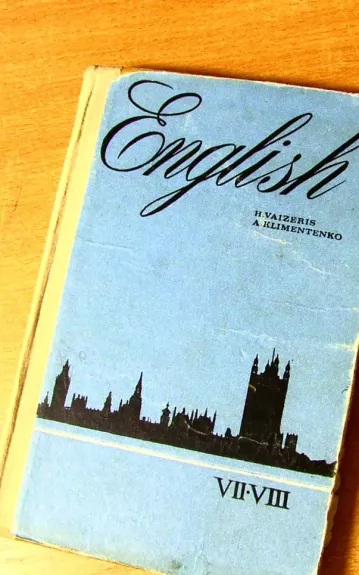 English
H. VAIZERIS
A. KLIMENTENKO
VII·VIII